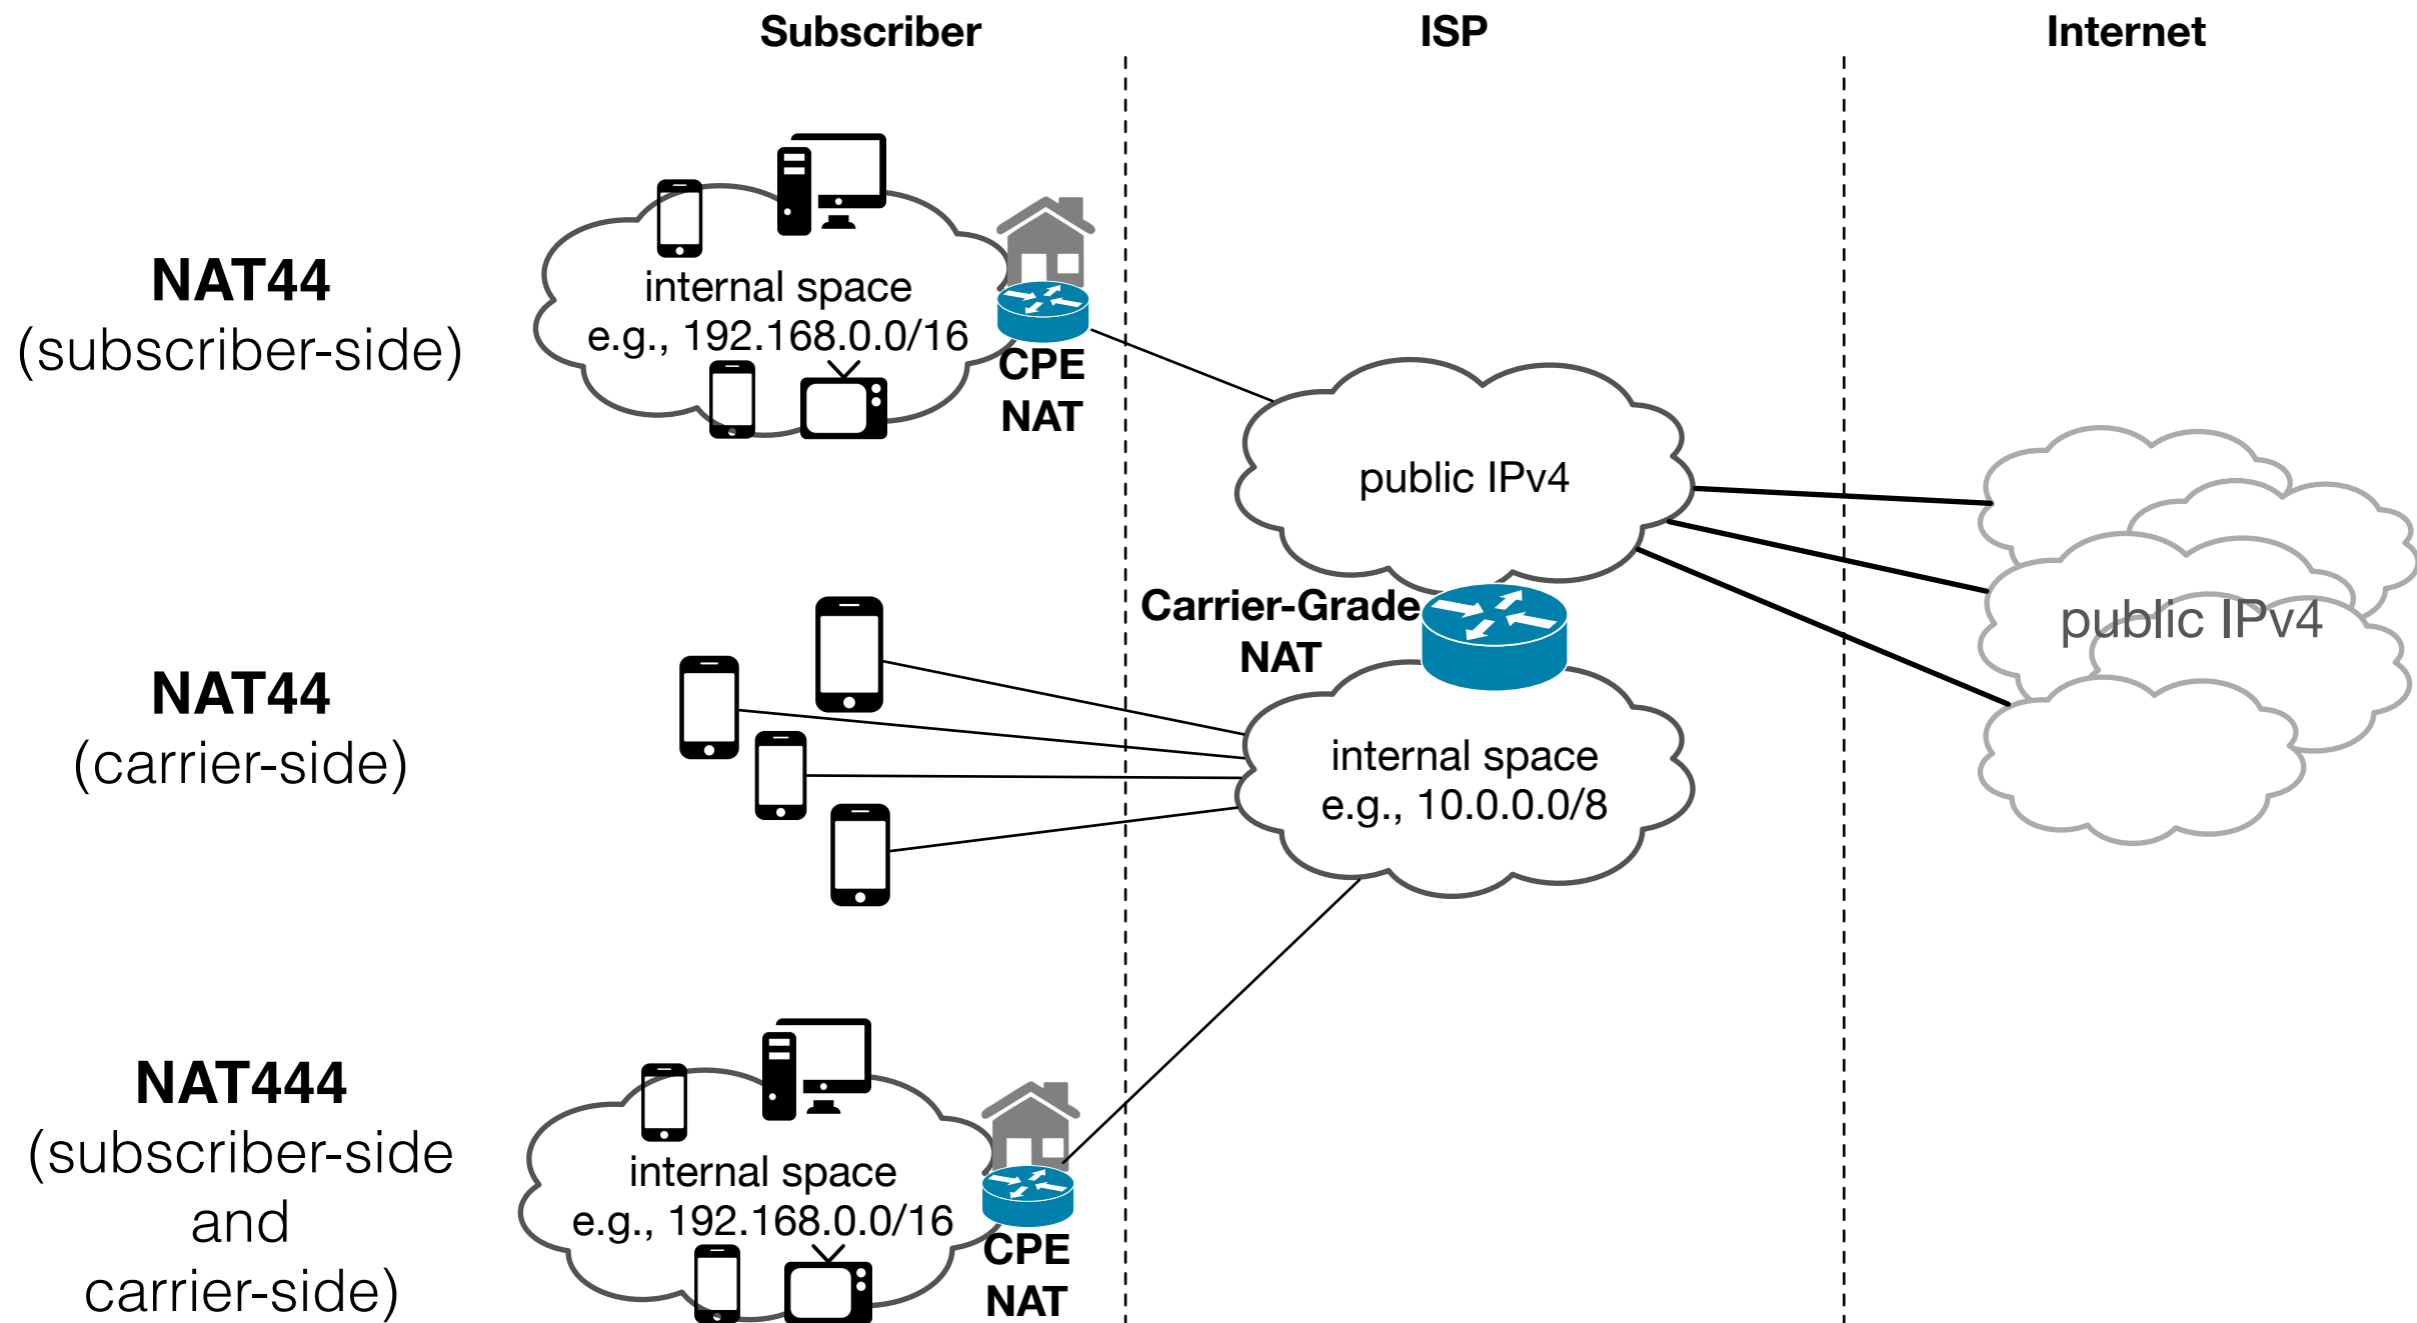 Subscriber
ISP
Internet
NAT44
(subscriber-side)
internal space
e.g., 192.168.0.0/16
CPE
NAT
public IPv4
public IPv4
Carrier-Grade
NAT
NAT44
(carrier-side)
internal space
e.g., 10.0.0.0/8
NAT444
(subscriber-side
and
carrier-side)
internal space
e.g., 192.168.0.0/16
CPE
NAT